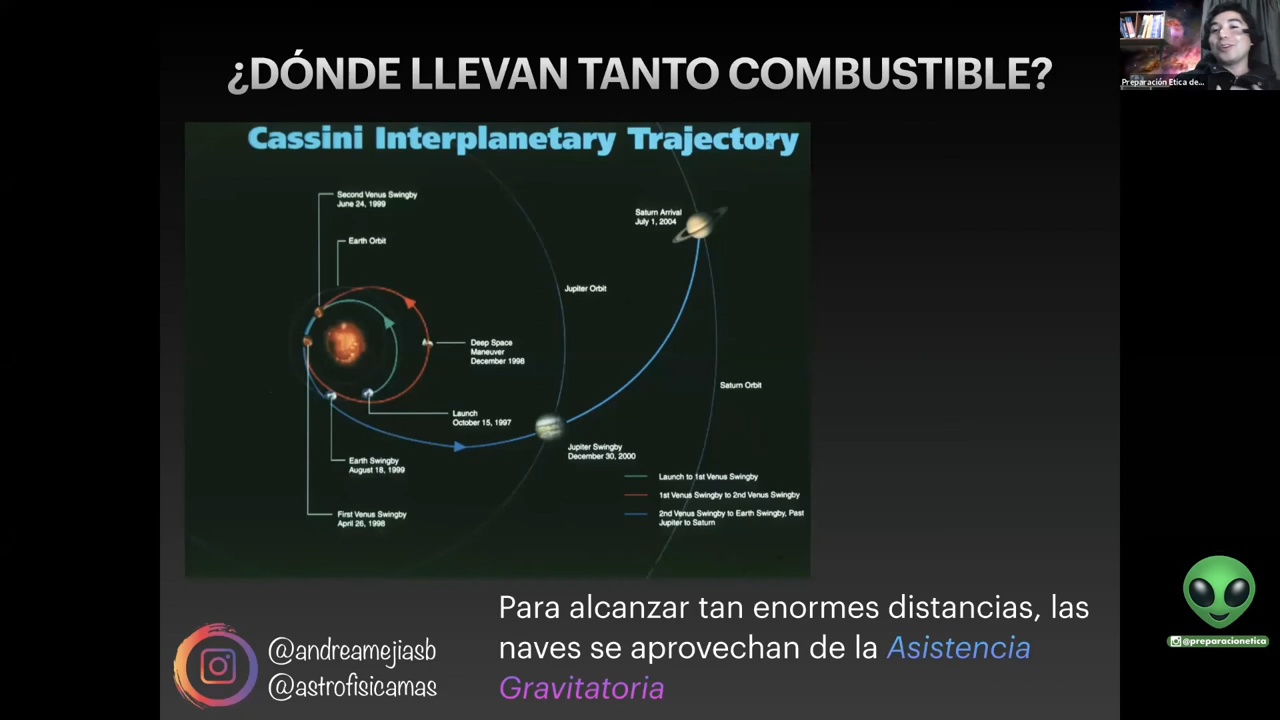 ¿DÓNDE LLEVAN TANTO COMBUSTIBLE?
Preparación Etica de...
Cassini Interplanetary Trajectory
Second Venus Swingby
June 24, 1999
Earth Orbit
Saturn Arrival
July 1, 2004
Jupiter Orbit
Deep Space
Maneuver
December 1998
Saturn Orbit
Launch
October 15, 1997
Jupiter Swingby
December 30, 2000
Earth Swingby
August 18, 1999
First Venus Swingby
April 26, 1998
Launch to 1st Venus Swingby
1st Venus Swingby to 2nd Venus Swingby
2nd Venus Swingby to Earth Swingby, Past
Jupiter to Saturn
Para alcanzar tan enormes distancias, las
naves se aprovechan de la Asistencia
Gravitatoria
@andreamejiasb
@astrofisicamas
@preparacionetica